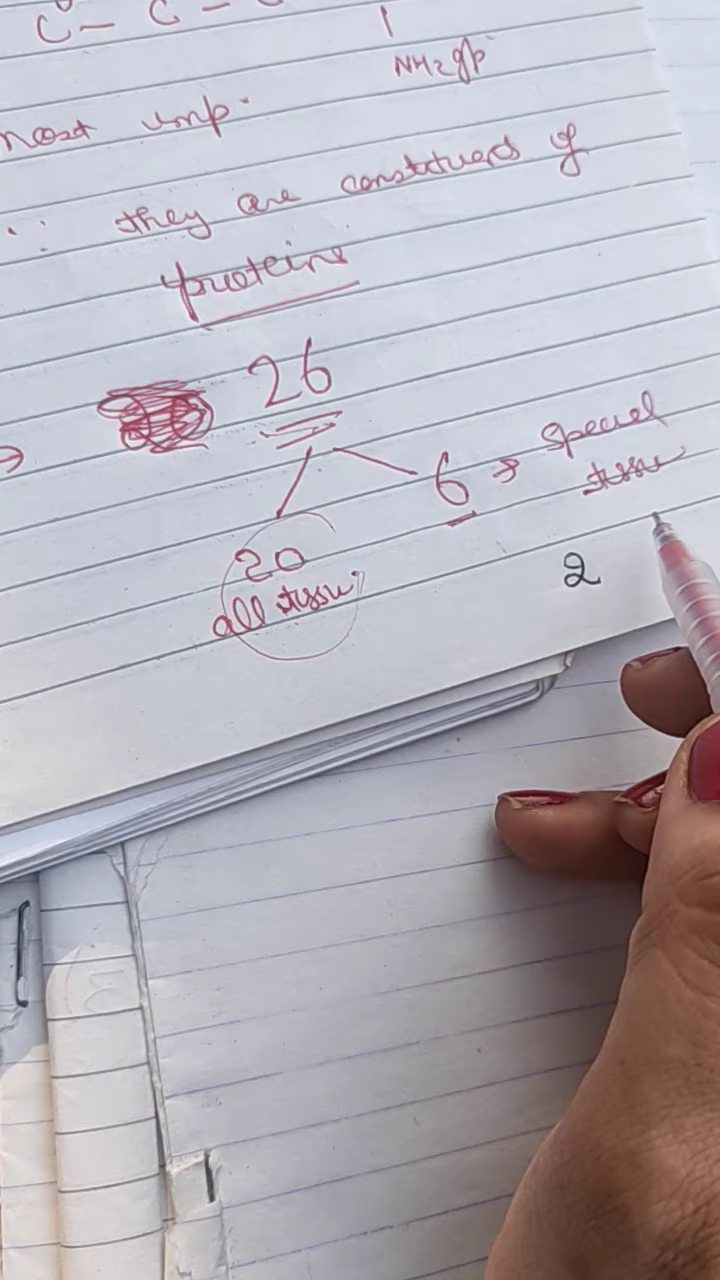 C - C -
NH2 gp
most imp.
∴ they are constituents of
proteins
→ 26
6 → special
tissue
20
all tissue.
2